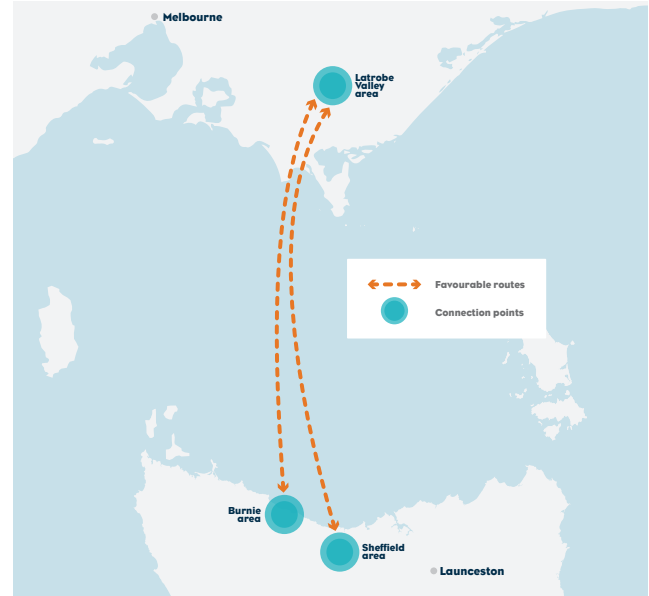 Melbourne
Latrobe
Valley
area
Favourable routes
Connection points
Burnie
area
Sheffield
area
Launceston